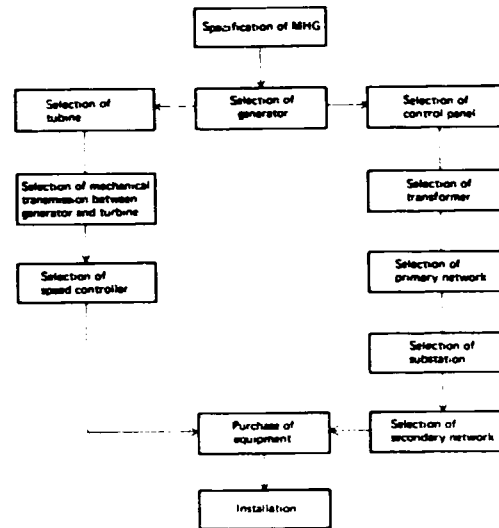 Specification of MHG
Selection of
tubine
Selection of
generator
Selection of
control panel
Selection of mechanical
transmission between
generator and turbine
Selection of
transformer
Selection of
speed controller
Selection of
primary network
Selection of
substation
Purchase of
equipment
Selection of
secondary network
Installation